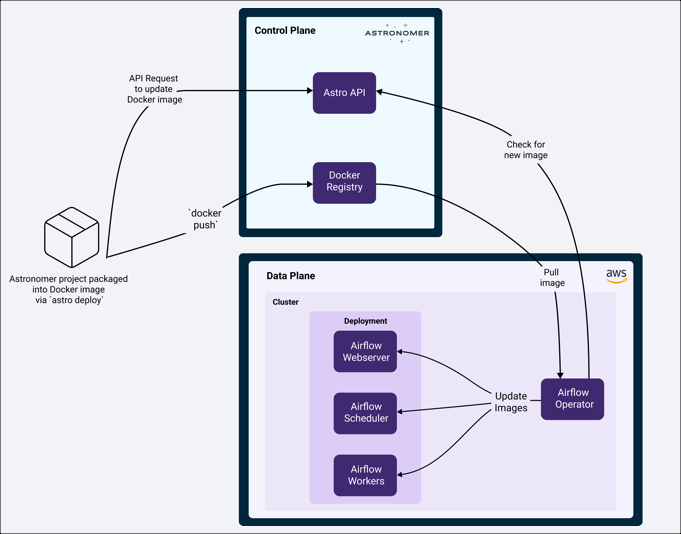 Control Plane
ASTRONOMER
API Request
to update
Docker image
Astro API
Check for
new image
Docker
Registry
`docker
push`
Astronomer project packaged
into Docker image
via `astro deploy`
Data Plane
aws
Pull
image
Cluster
Deployment
Airflow
Webserver
Airflow
Scheduler
Airflow
Workers
Update
Images
Airflow
Operator